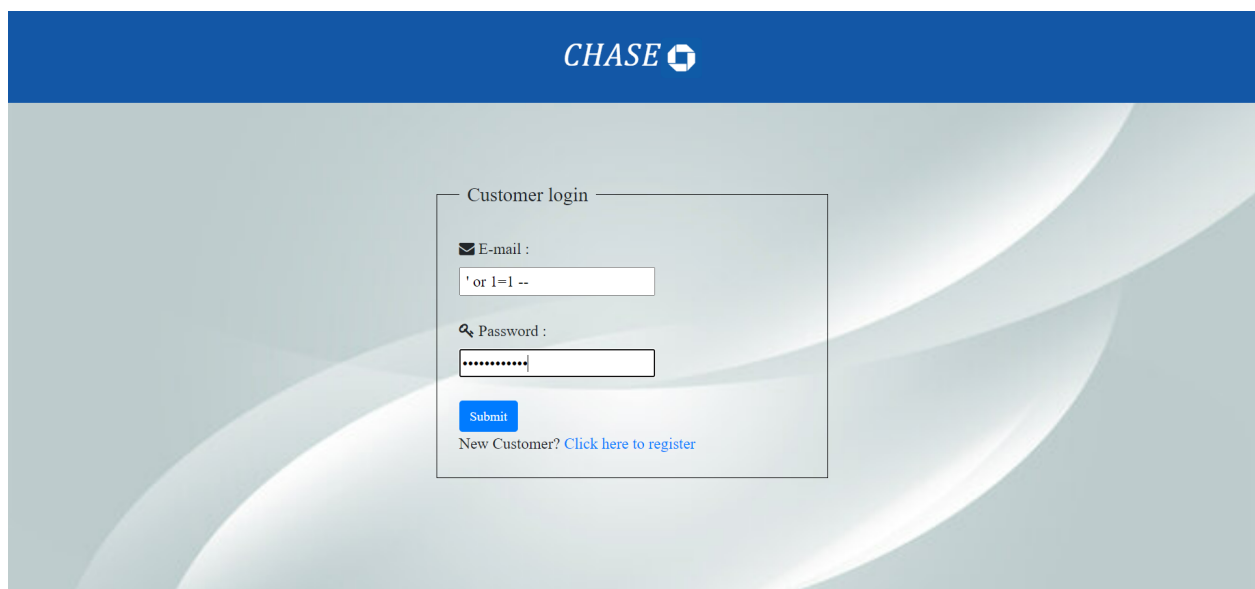 CHASE
Customer login
E-mail :
' or 1=1 --
Password :
••••••••••••
Submit
New Customer? Click here to register